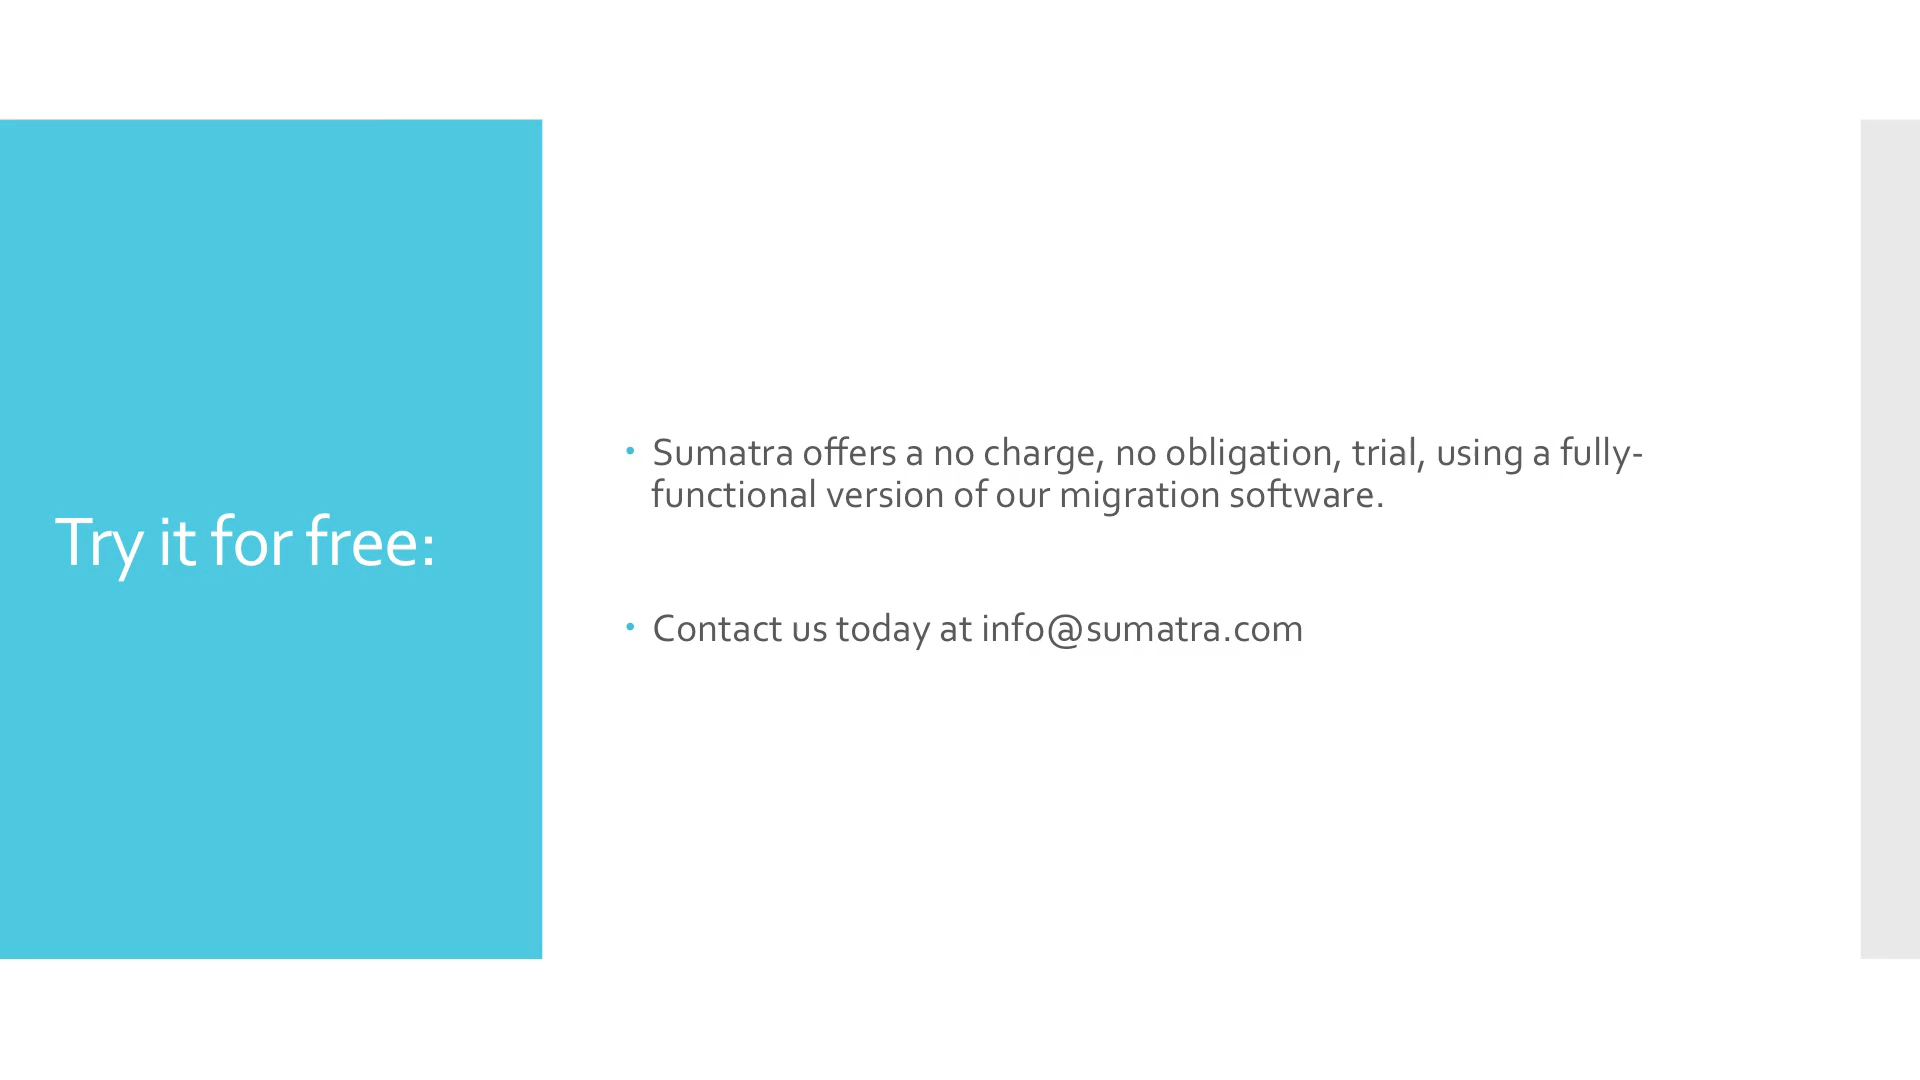 Try it for free:
• Sumatra offers a no charge, no obligation, trial, using a fully-
functional version of our migration software.
• Contact us today at info@sumatra.com